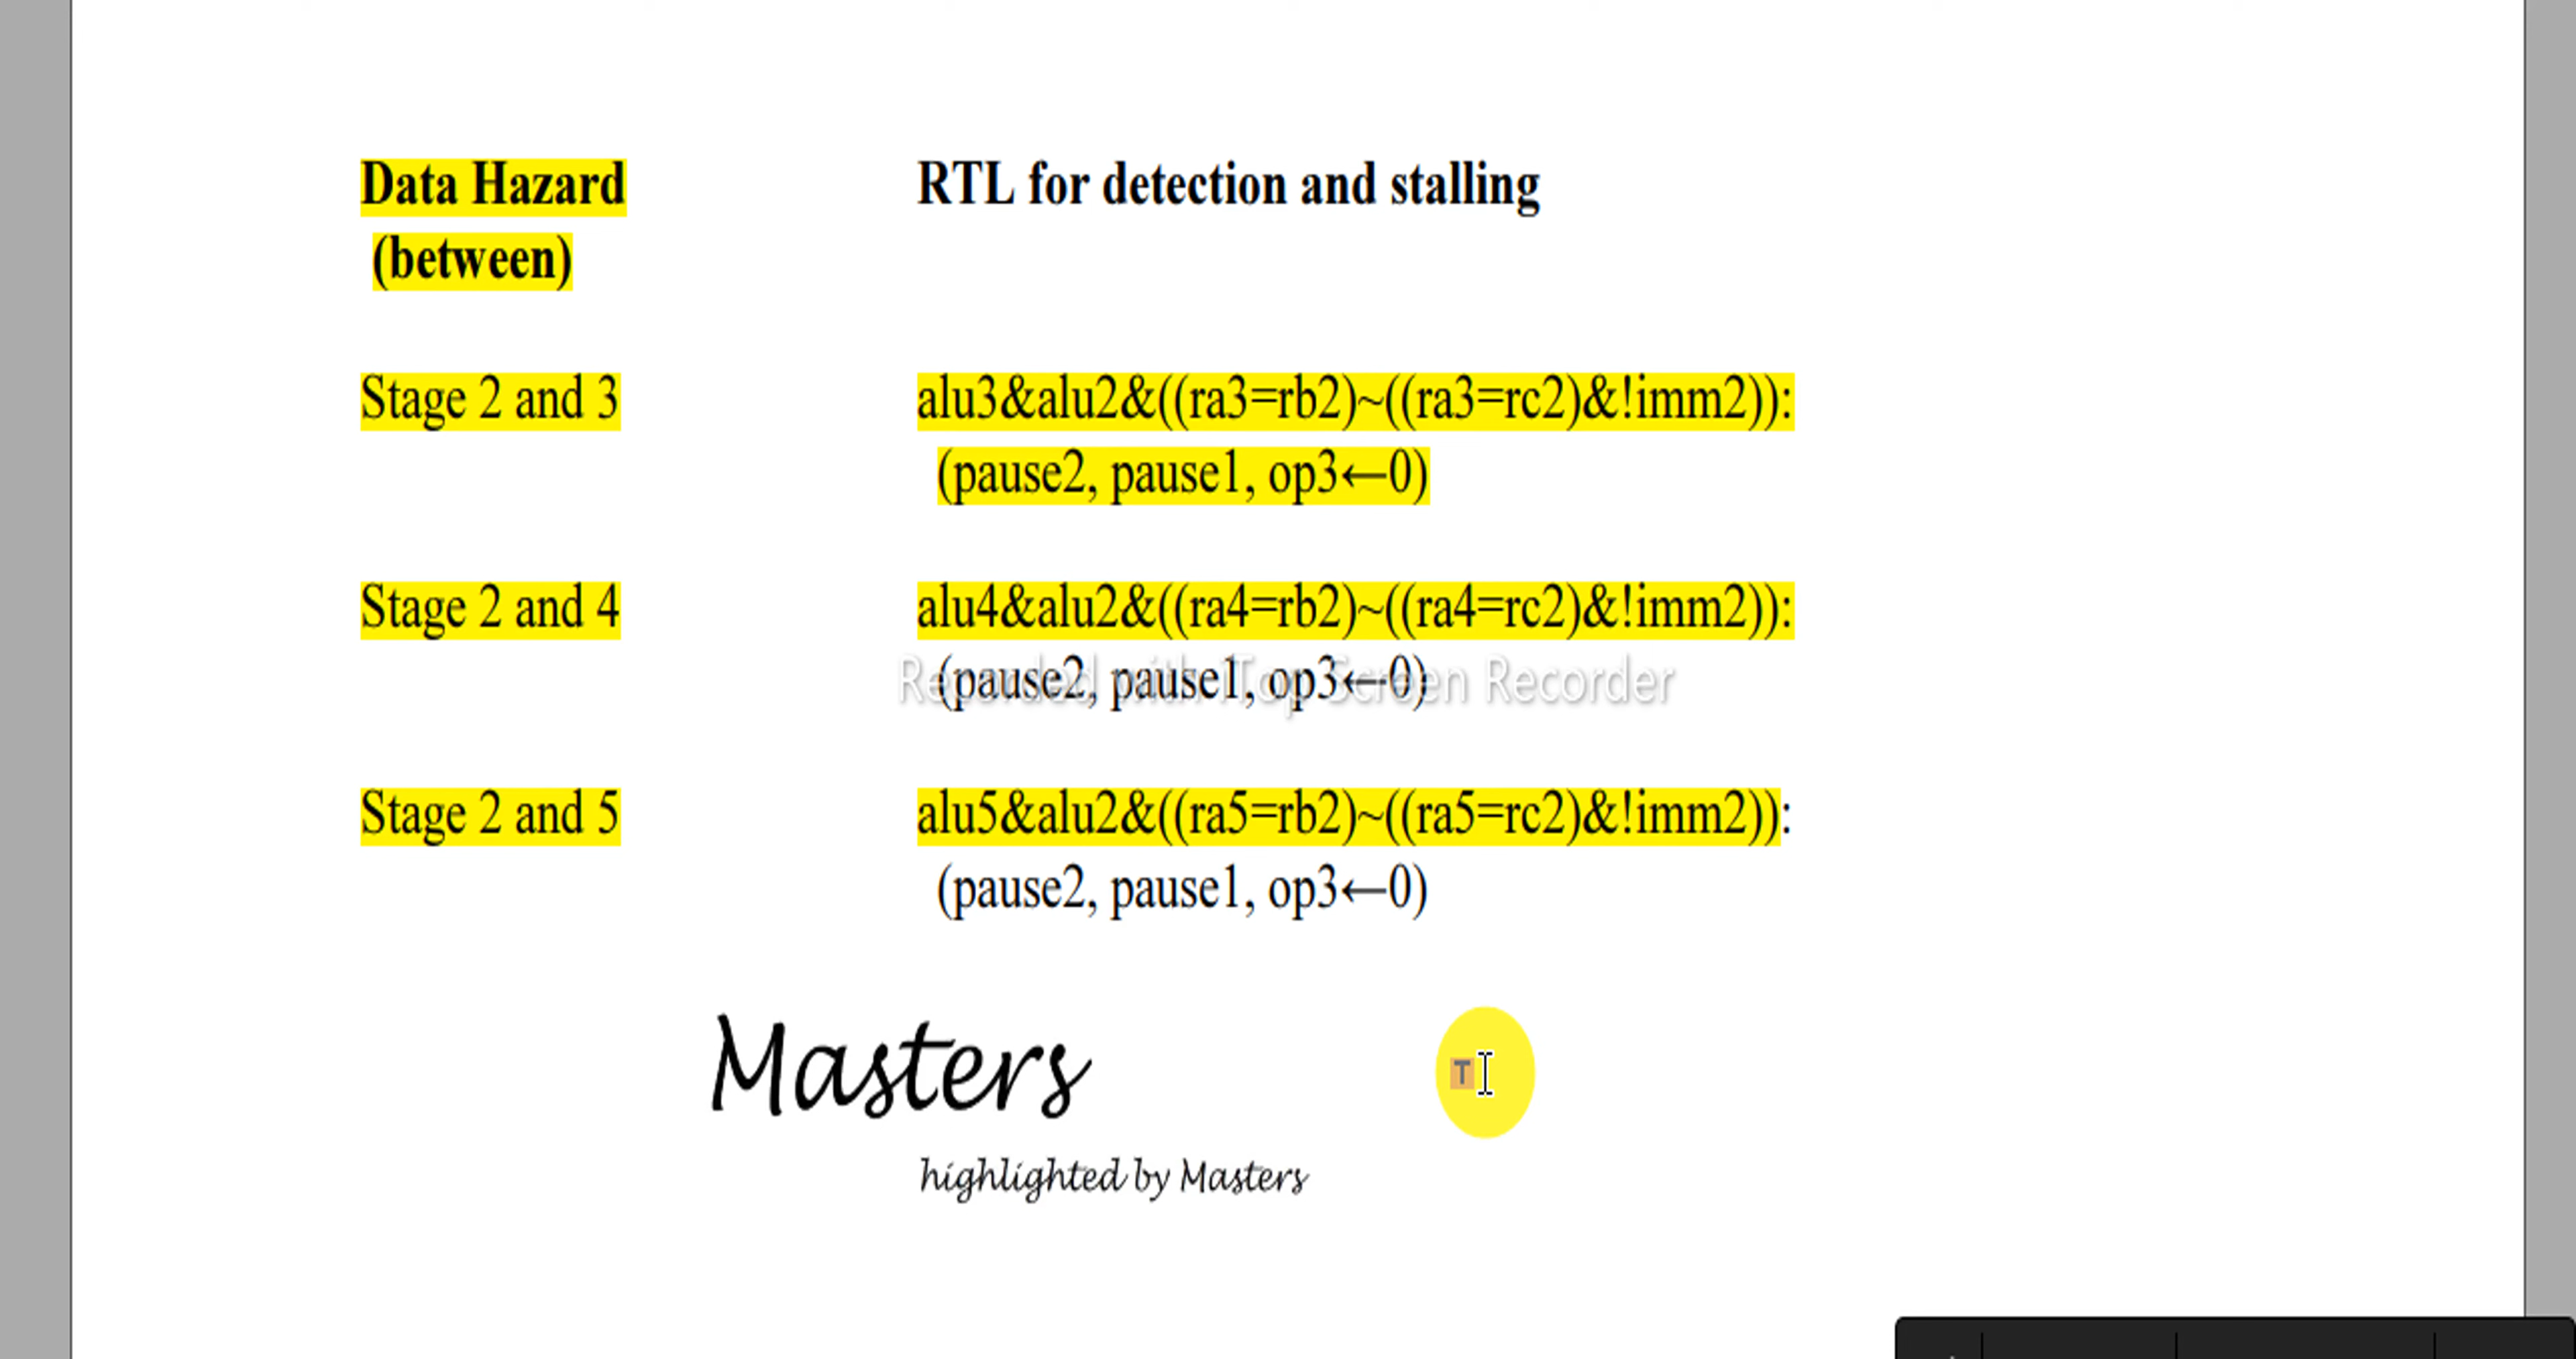 Data Hazard RTL for detection and stalling
(between)
Stage 2 and 3 alu3&alu2&((ra3=rb2)~((ra3=rc2)&!imm2)):
(pause2, pause1, op3←0)
Stage 2 and 4 alu4&alu2&((ra4=rb2)~((ra4=rc2)&!imm2)):
(pause2, pause1, op3←0)
Recorded with iTop Screen Recorder
Stage 2 and 5 alu5&alu2&((ra5=rb2)~((ra5=rc2)&!imm2)):
(pause2, pause1, op3←0)
Masters
T
highlighted by Masters